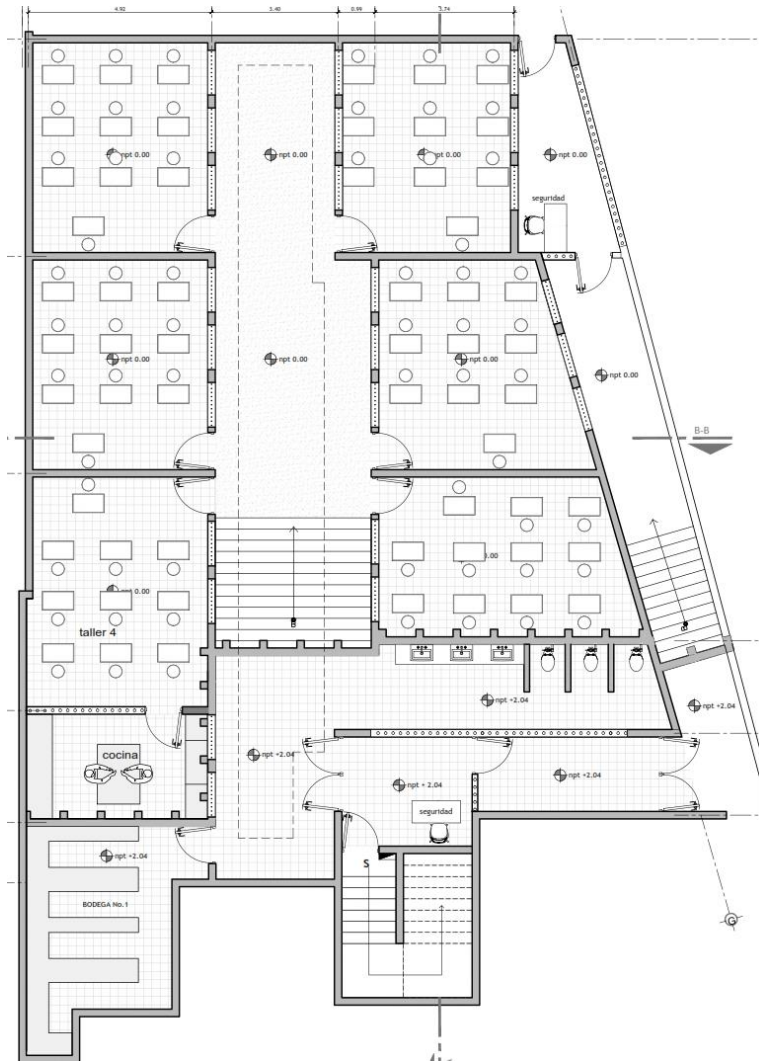 4.92 3.40 0.99 3.74
npt 0.00
npt 0.00
npt 0.00
npt 0.00
seguridad
npt 0.00
npt 0.00
npt 0.00
npt 0.00
B-B
npt 0.00
taller 4
npt +2.04
npt +2.04
cocina
npt +2.04
npt + 2.04
npt +2.04
seguridad
npt +2.04
S
BODEGA No.1
G